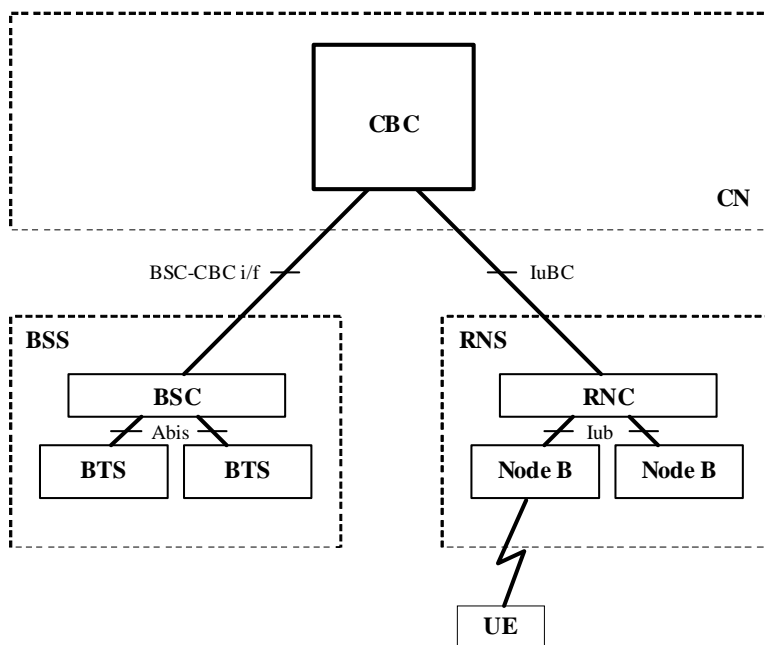 CBC
CN
BSC-CBC i/f
IuBC
BSS
RNS
BSC
RNC
Abis
Iub
BTS
BTS
Node B
Node B
UE